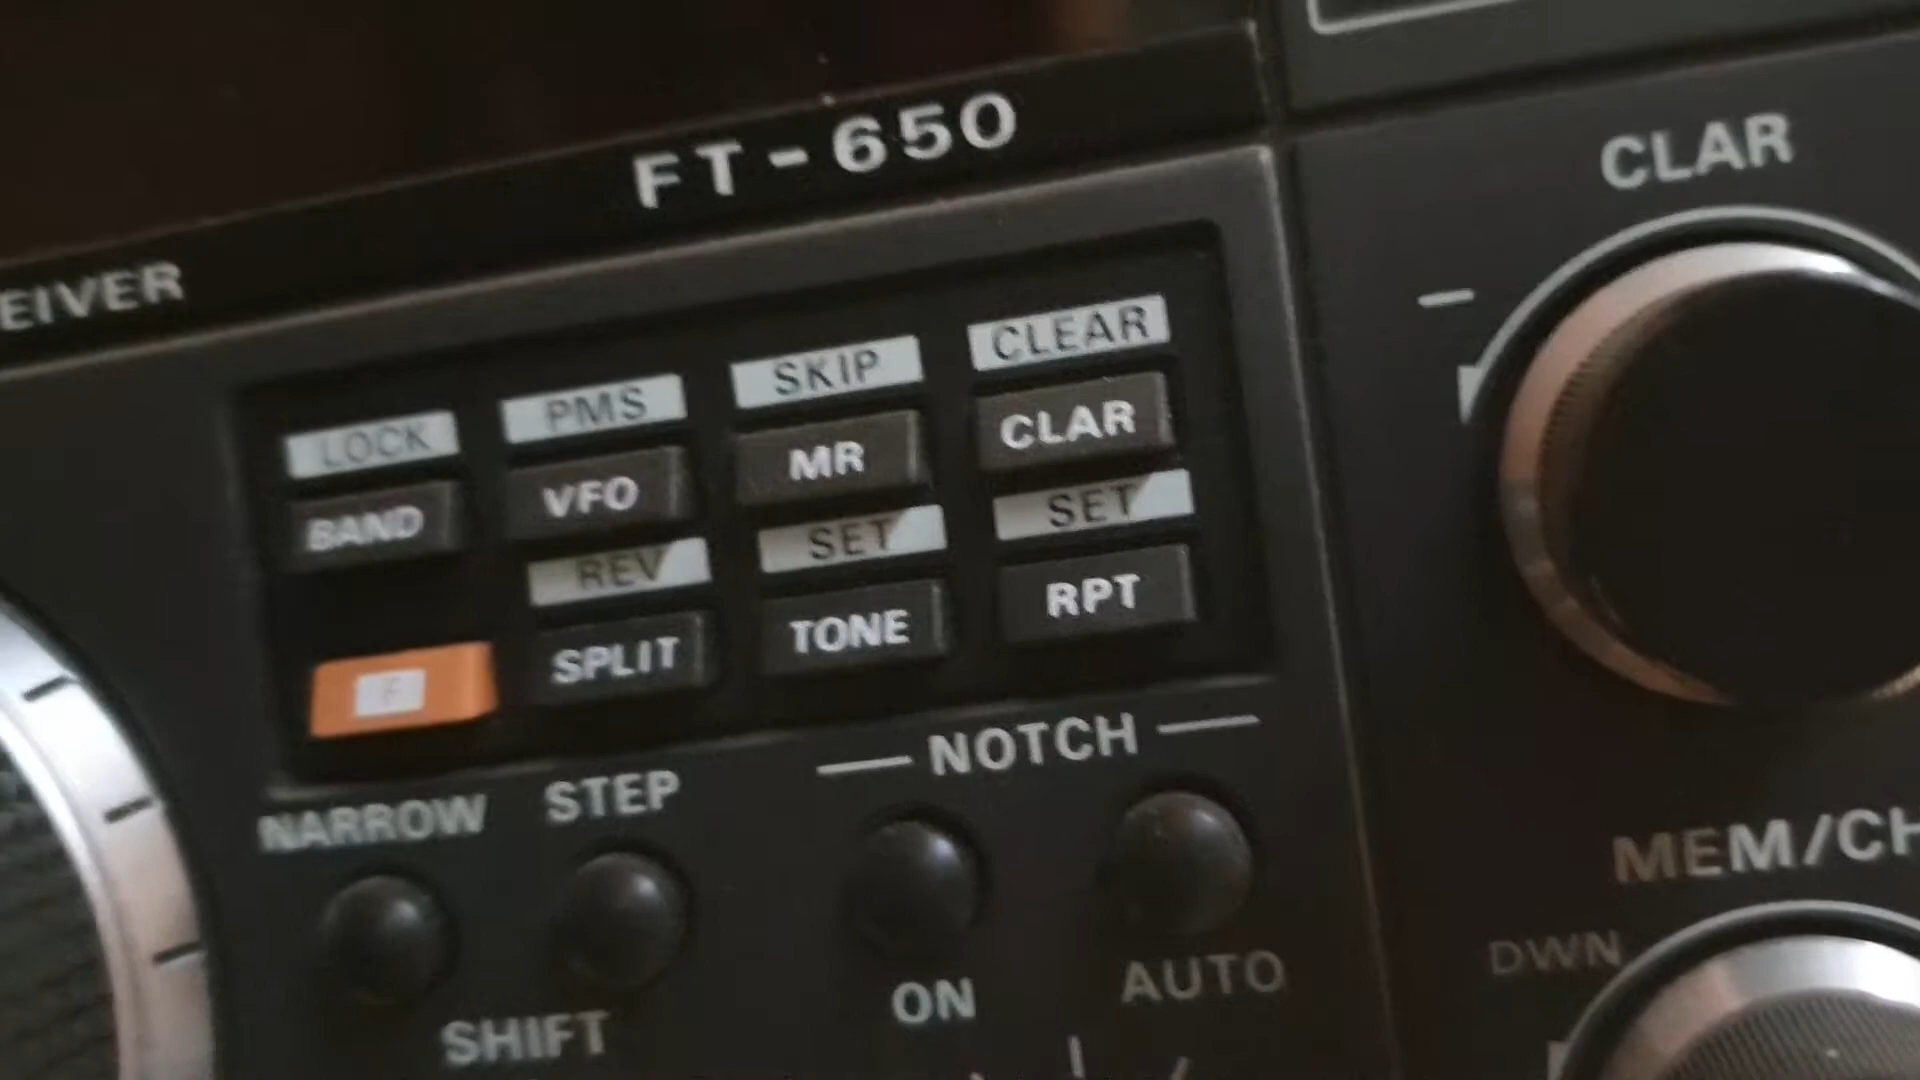 FT-650
CLAR
EIVER
LOCK PMS SKIP CLEAR
BAND VFO MR CLAR
REV SET SET
F SPLIT TONE RPT
NARROW STEP NOTCH
MEM/CH
DWN
SHIFT ON AUTO